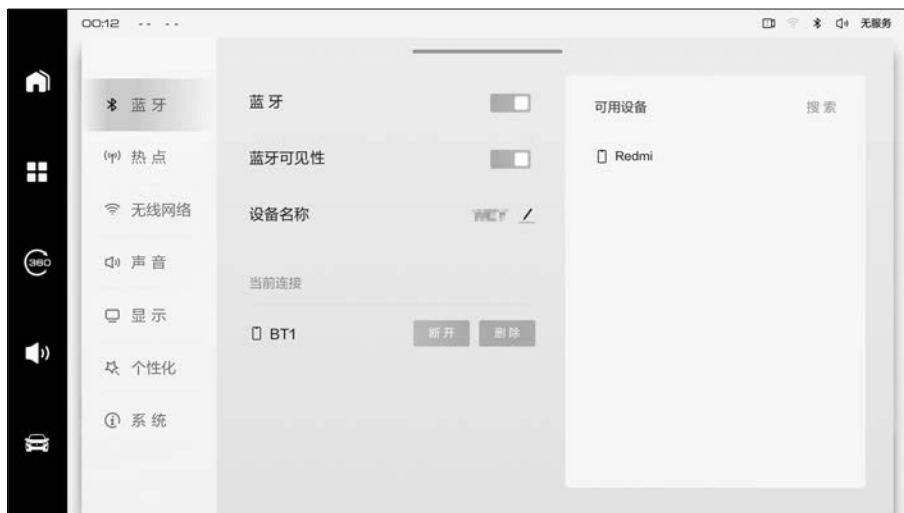 00:12 -- -- 无服务
蓝牙
热点
无线网络
声音
显示
个性化
系统
360
蓝牙
蓝牙可见性
设备名称
当前连接
BT1 断开 删除
可用设备 搜索
Redmi